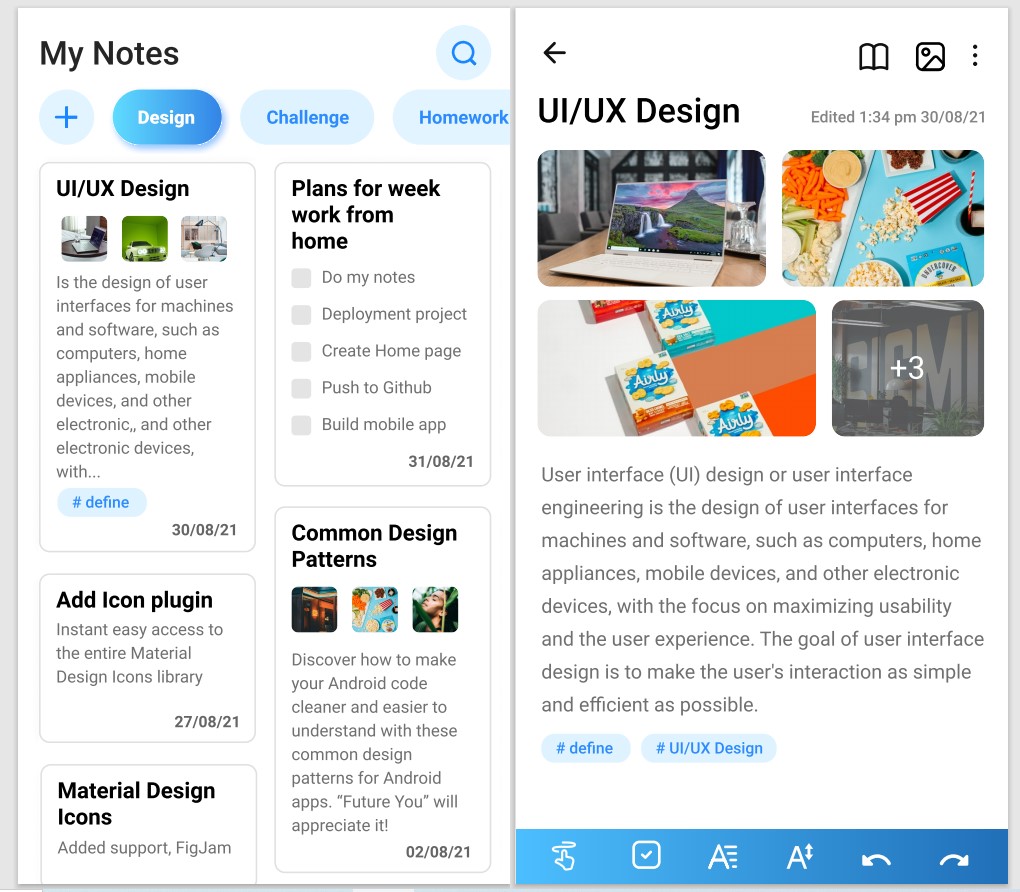 My Notes
Design
Challenge
Homework
UI/UX Design
Is the design of user
interfaces for machines
and software, such as
computers, home
appliances, mobile
devices, and other
electronic,, and other
electronic devices,
with...
# define
30/08/21
Add Icon plugin
Instant easy access to
the entire Material
Design Icons library
27/08/21
Material Design
Icons
Added support, FigJam
Plans for week
work from
home
Do my notes
Deployment project
Create Home page
Push to Github
Build mobile app
31/08/21
Common Design
Patterns
Discover how to make
your Android code
cleaner and easier to
understand with these
common design
patterns for Android
apps. “Future You” will
appreciate it!
02/08/21
UI/UX Design
Edited 1:34 pm 30/08/21
UNDERCOVER
Airly
Airly
Airly
+3
User interface (UI) design or user interface
engineering is the design of user interfaces for
machines and software, such as computers, home
appliances, mobile devices, and other electronic
devices, with the focus on maximizing usability
and the user experience. The goal of user interface
design is to make the user's interaction as simple
and efficient as possible.
# define
# UI/UX Design